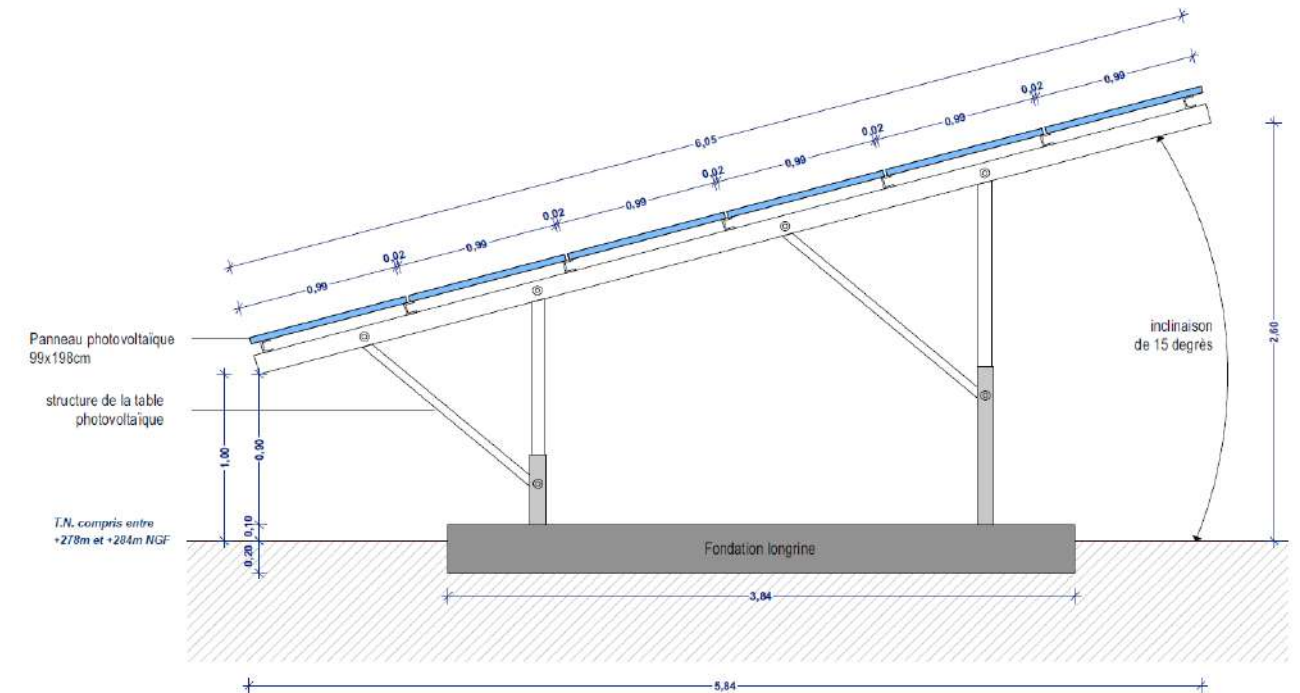 6,05
0,99
0,02
0,99
0,02
0,99
0,02
0,99
0,02
0,99
0,02
0,99
Panneau photovoltaïque
99x198cm
structure de la table
photovoltaïque
inclinaison
de 15 degrès
2,60
1,00
0,90
0,10
0,20
T.N. compris entre
+278m et +284m NGF
Fondation longrine
3,84
5,84